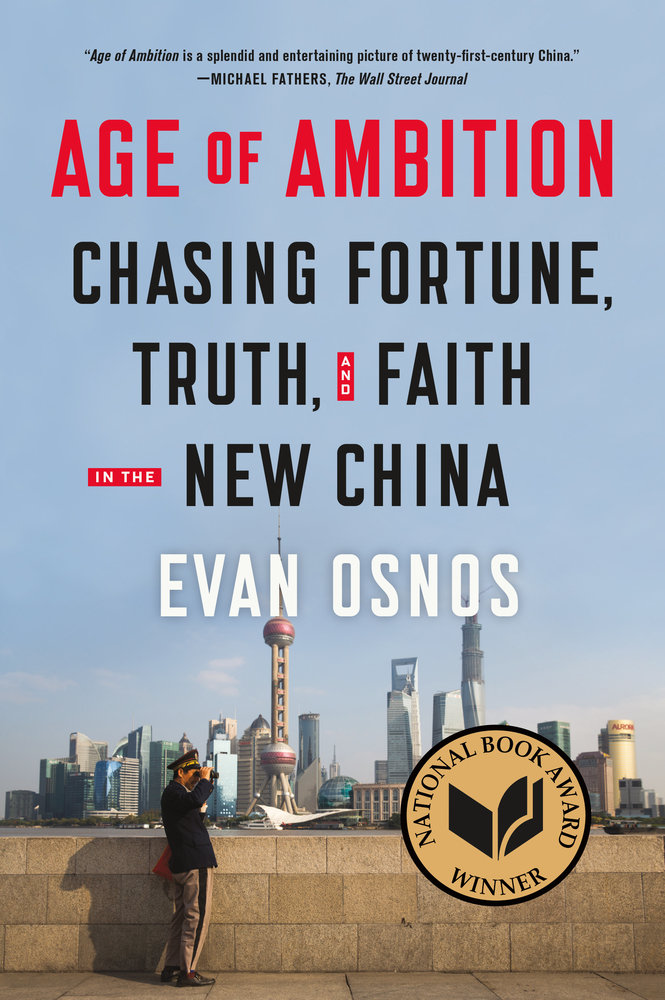 “Age of Ambition is a splendid and entertaining picture of twenty-first-century China.”
—MICHAEL FATHERS, The Wall Street Journal
AGE OF AMBITION
CHASING FORTUNE,
TRUTH, AND FAITH
IN THE NEW CHINA
EVAN OSNOS
AURORA
NATIONAL BOOK AWARD
WINNER